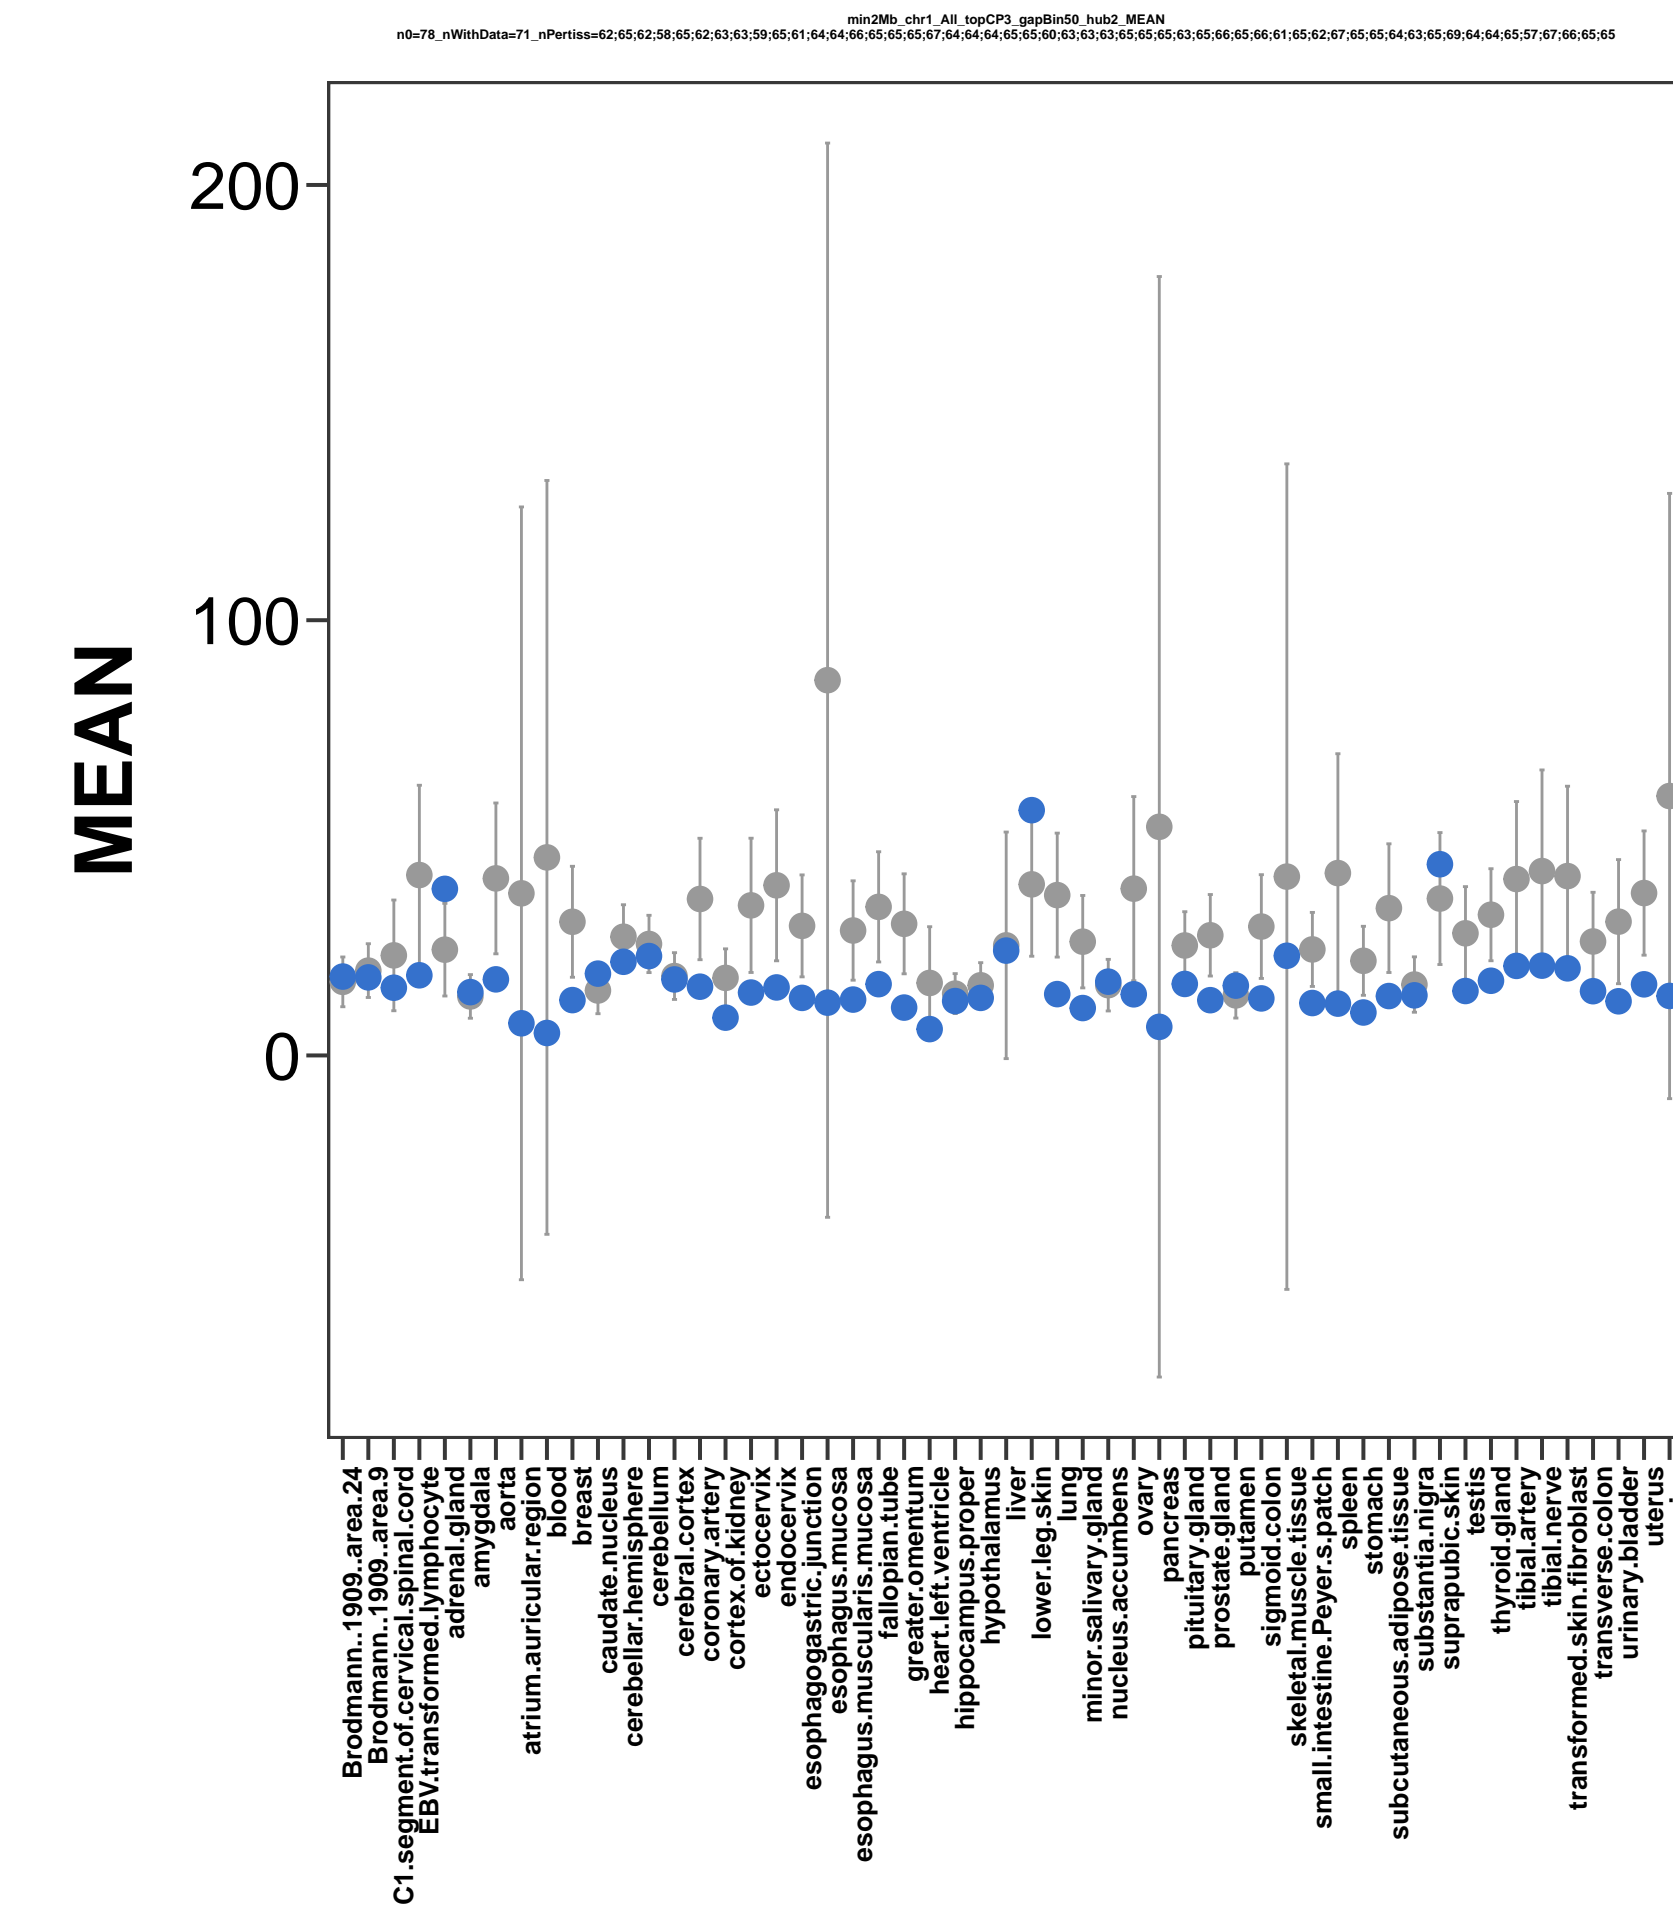 min2Mb_chr1_All_topCP3_gapBin50_hub2_MEAN
n0=78_nWithData=71_nPertiss=62;65;62;58;65;62;63;63;59;65;61;64;64;66;65;65;65;67;64;64;64;65;65;60;63;63;63;65;65;65;63;65;66;65;66;61;65;62;67;65;65;64;63;65;69;64;64;65;57;67;66;65;65
MEAN
200
100
0
Brodmann..1909..area.24
Brodmann..1909..area.9
C1.segment.of.cervical.spinal.cord
EBV.transformed.lymphocyte
adrenal.gland
amygdala
aorta
atrium.auricular.region
blood
breast
caudate.nucleus
cerebellar.hemisphere
cerebellum
cerebral.cortex
coronary.artery
cortex.of.kidney
ectocervix
endocervix
esophagogastric.junction
esophagus.mucosa
esophagus.muscularis.mucosa
fallopian.tube
greater.omentum
heart.left.ventricle
hippocampus.proper
hypothalamus
liver
lower.leg.skin
lung
minor.salivary.gland
nucleus.accumbens
ovary
pancreas
pituitary.gland
prostate.gland
putamen
sigmoid.colon
skeletal.muscle.tissue
small.intestine.Peyer.s.patch
spleen
stomach
subcutaneous.adipose.tissue
substantia.nigra
suprapubic.skin
testis
thyroid.gland
tibial.artery
tibial.nerve
transformed.skin.fibroblast
transverse.colon
urinary.bladder
uterus